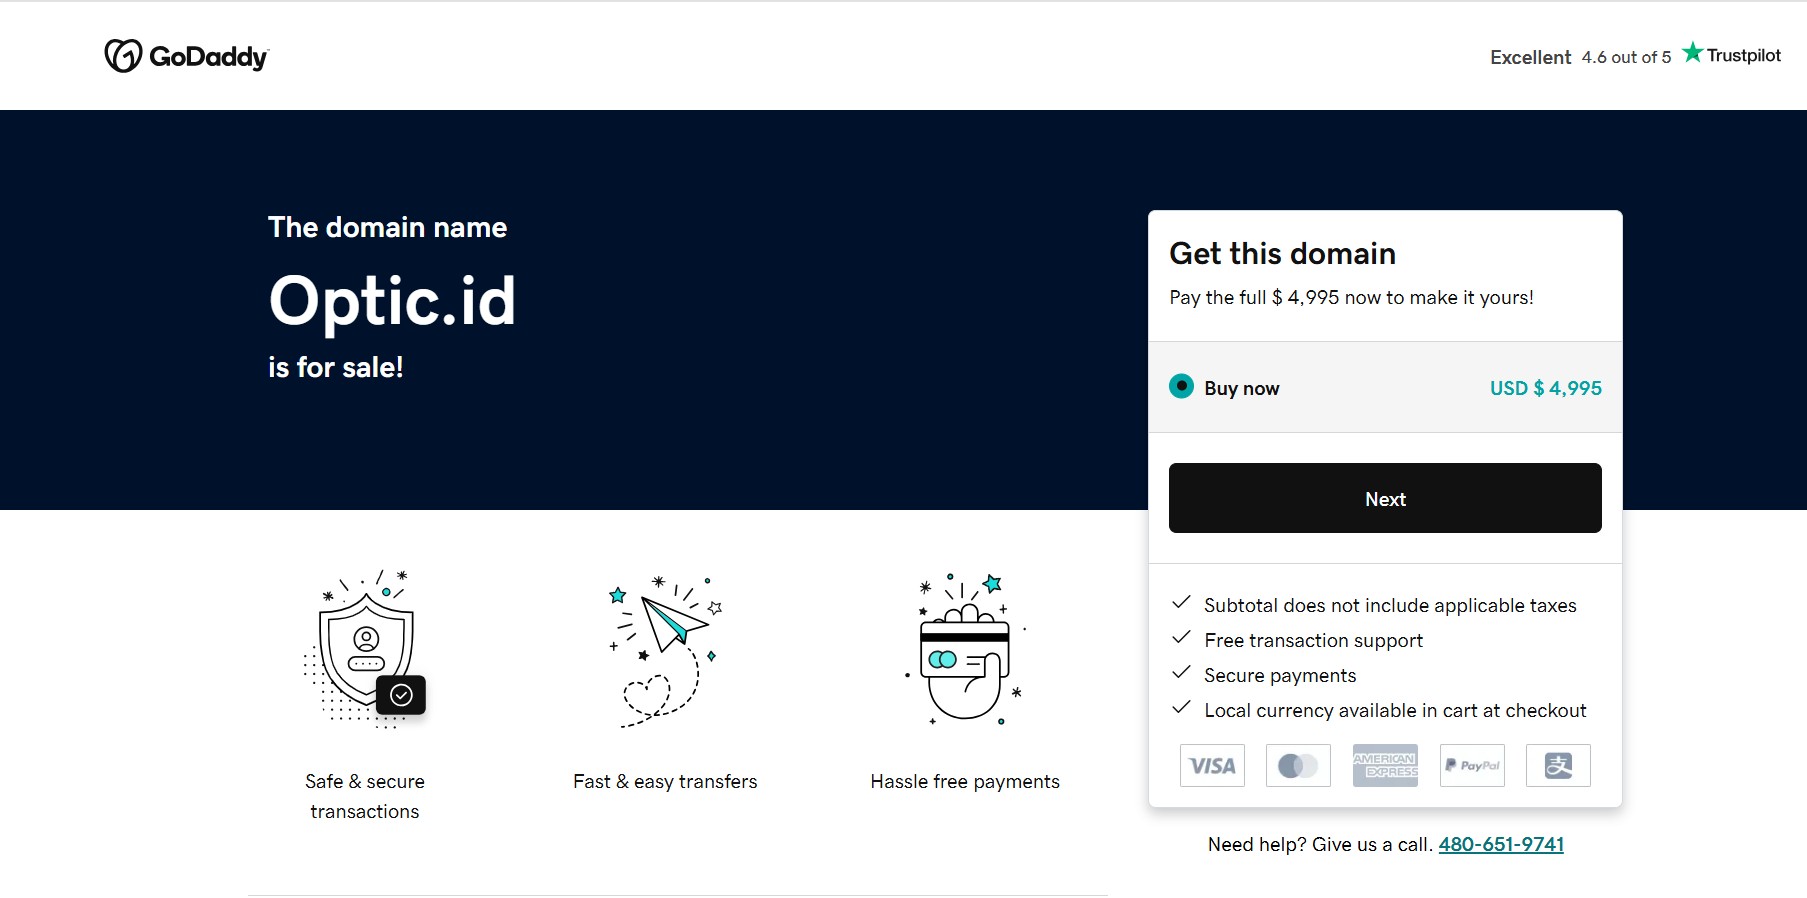 GoDaddy
Excellent 4.6 out of 5 Trustpilot
The domain name
Optic.id
is for sale!
Get this domain
Pay the full $ 4,995 now to make it yours!
Buy now USD $ 4,995
Next
Subtotal does not include applicable taxes
Free transaction support
Secure payments
Local currency available in cart at checkout
VISA AMERICAN EXPRESS PayPal 支
Safe & secure
transactions
Fast & easy transfers
Hassle free payments
Need help? Give us a call. 480-651-9741